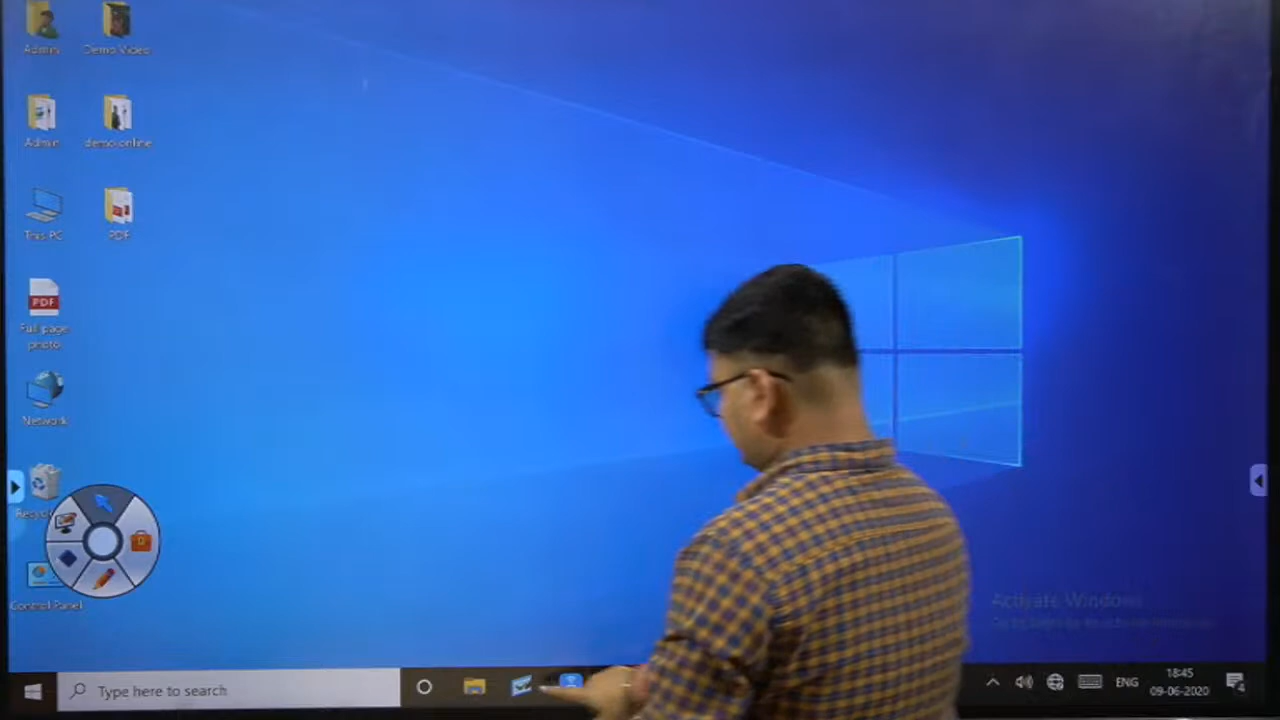 Admin
Demo Video
Admin
demo online
This PC
PDF
PDF
Full page
photo
Network
Control Panel
Activate Windows
Type here to search
ENG
18:45
09-06-2020
4